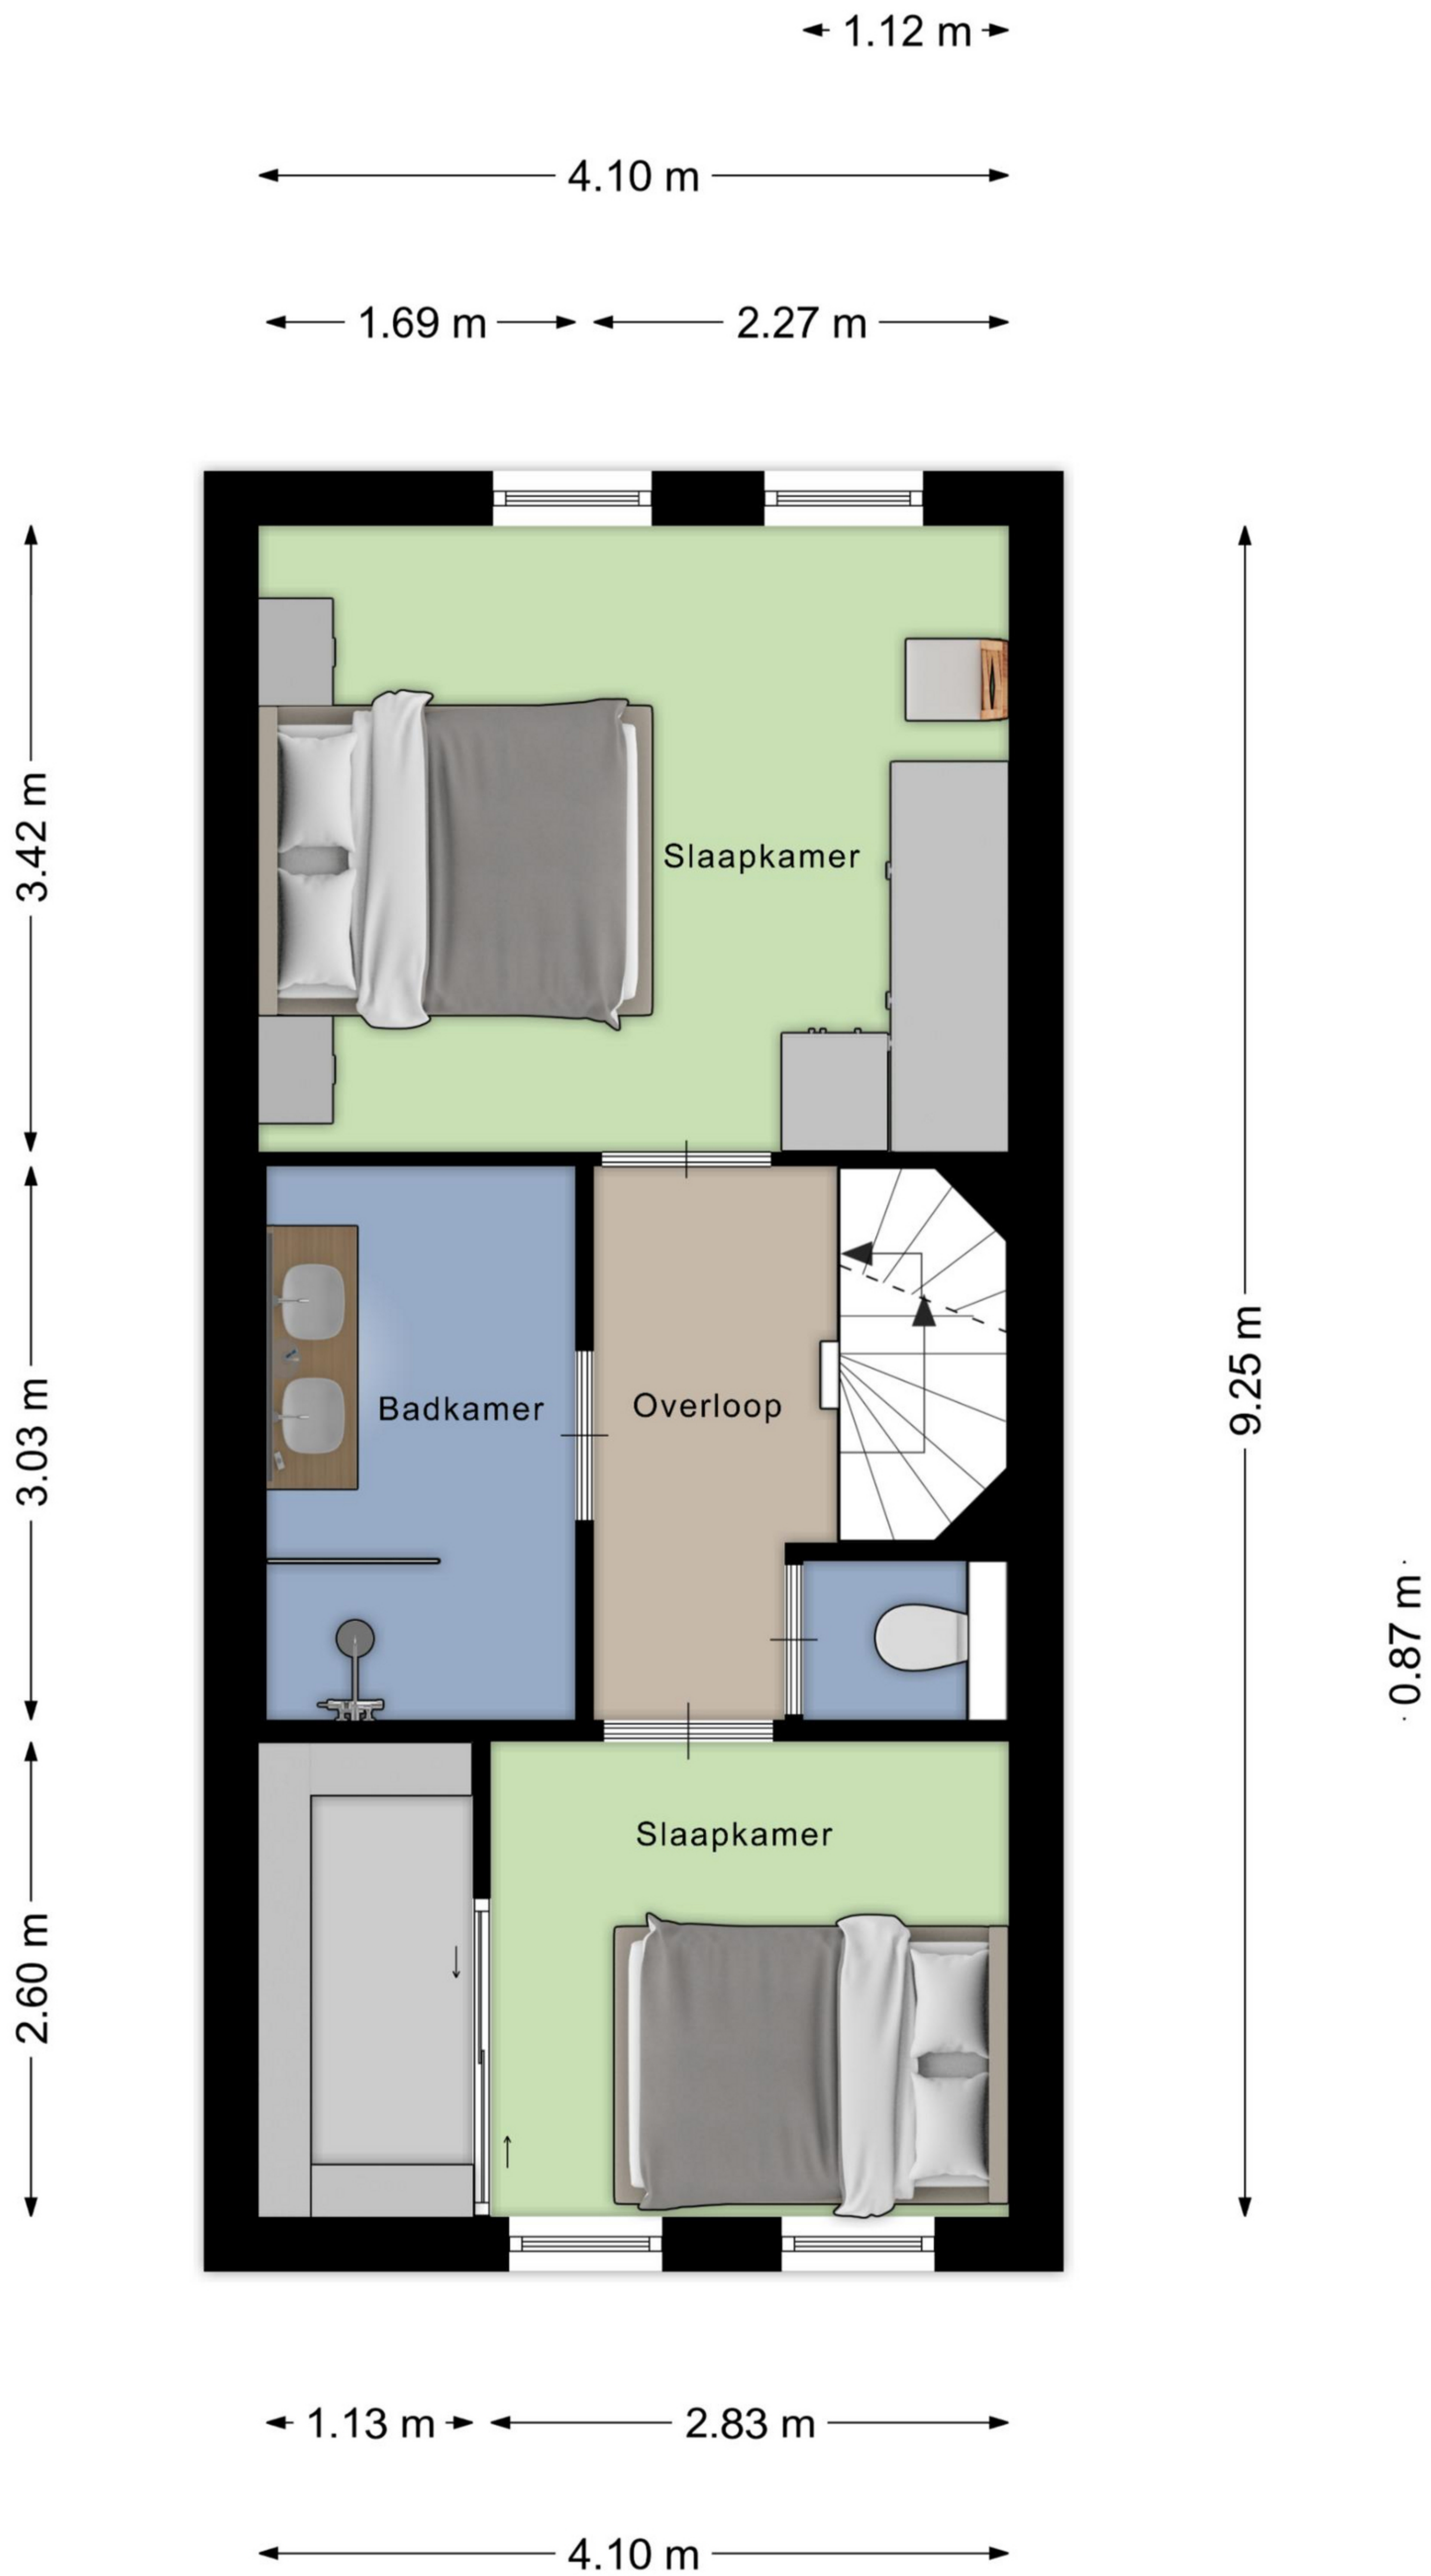 1.12 m
4.10 m
1.69 m
2.27 m
3.42 m
Slaapkamer
9.25 m
3.03 m
Badkamer
Overloop
0.87 m
Slaapkamer
2.60 m
1.13 m
2.83 m
4.10 m